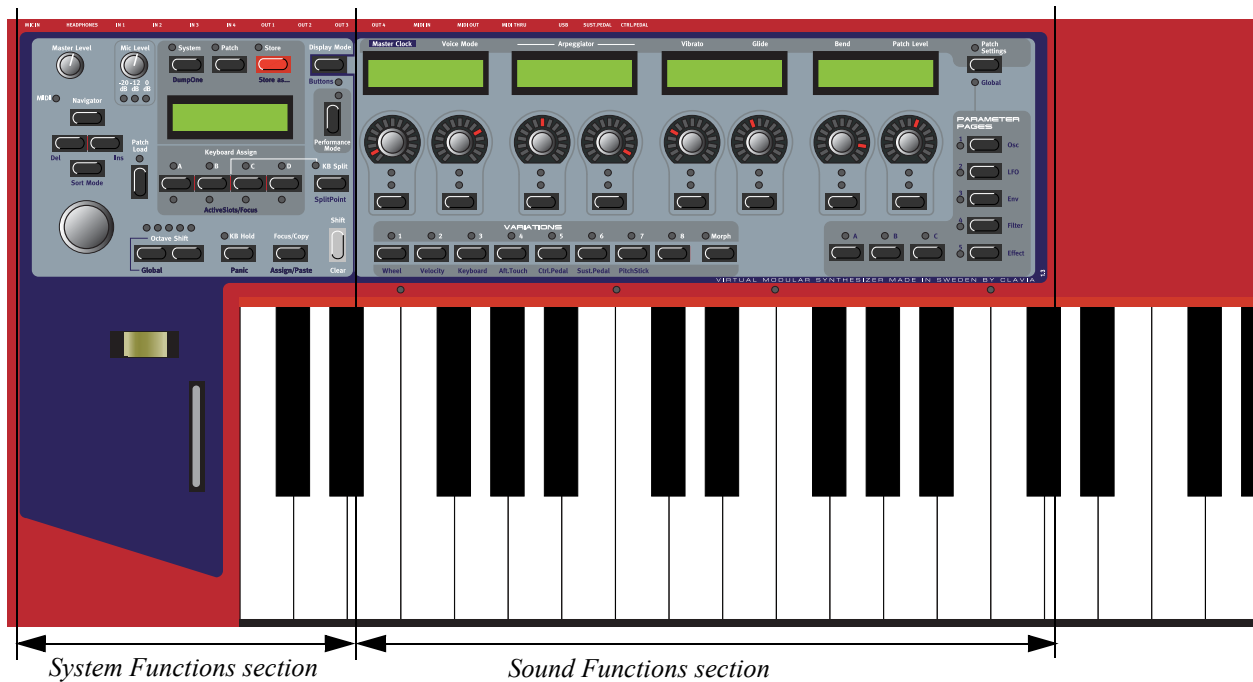 MIC IN HEADPHONES IN 1 IN 2 IN 3 IN 4 OUT 1 OUT 2 OUT 3 OUT 4 MIDI IN MIDI OUT MIDI THRU USB SUST.PEDAL CTRL.PEDAL
Master Level
Mic Level
System
Patch
Store
Display Mode
-20 -12 0
dB dB dB
DumpOne
Store as...
Buttons
MIDI
Navigator
Performance
Mode
Del
Ins
Patch
Load
Sort Mode
Keyboard Assign
A B C D
KB Split
SplitPoint
ActiveSlots/Focus
Shift
Octave Shift
KB Hold
Focus/Copy
Global
Panic
Assign/Paste
Clear
Master Clock
Voice Mode
Arpeggiator
Vibrato
Glide
Bend
Patch Level
Patch
Settings
Global
PARAMETER
PAGES
1 Osc
2 LFO
3 Env
4 Filter
5 Effect
VARIATIONS
1 2 3 4 5 6 7 8 Morph
A B C
Wheel Velocity Keyboard Aft.Touch Ctrl.Pedal Sust.Pedal PitchStick
VIRTUAL MODULAR SYNTHESIZER MADE IN SWEDEN BY CLAVIA
1.3
System Functions section
Sound Functions section